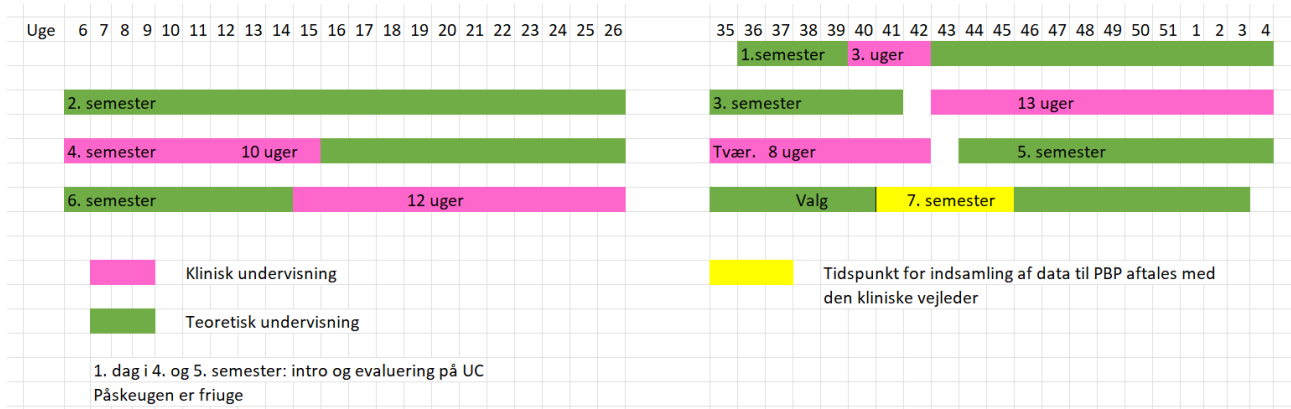 Uge 6 7 8 9 10 11 12 13 14 15 16 17 18 19 20 21 22 23 24 25 26 35 36 37 38 39 40 41 42 43 44 45 46 47 48 49 50 51 1 2 3 4
1.semester 3. uger
2. semester 3. semester 13 uger
4. semester 10 uger Tvær. 8 uger 5. semester
6. semester 12 uger Valg 7. semester
Klinisk undervisning Tidspunkt for indsamling af data til PBP aftales med
den kliniske vejleder
Teoretisk undervisning
1. dag i 4. og 5. semester: intro og evaluering på UC
Påskeugen er friuge